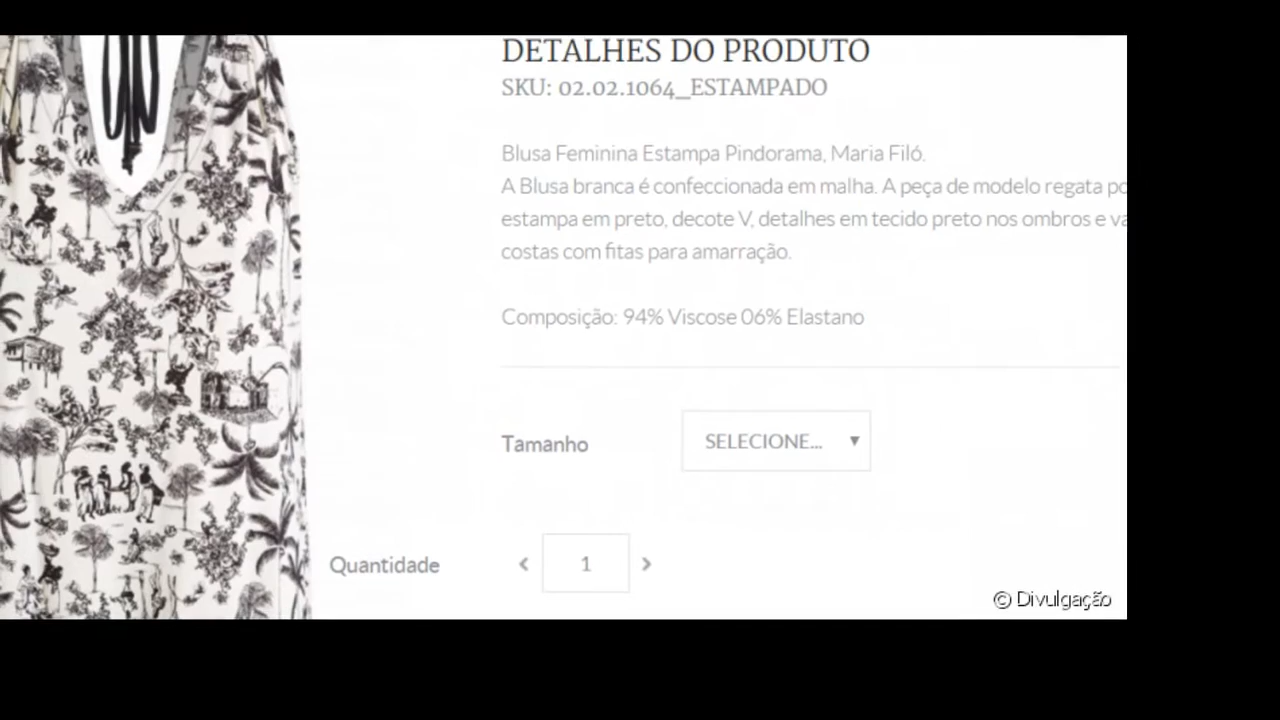 DETALHES DO PRODUTO
SKU: 02.02.1064_ESTAMPADO
Blusa Feminina Estampa Pindorama, Maria Filó.
A Blusa branca é confeccionada em malha. A peça de modelo regata
estampa em preto, decote V, detalhes em tecido preto nos ombros e
costas com fitas para amarração.
Composição: 94% Viscose 06% Elastano
Tamanho
SELECIONE...
Quantidade
1
© Divulgação